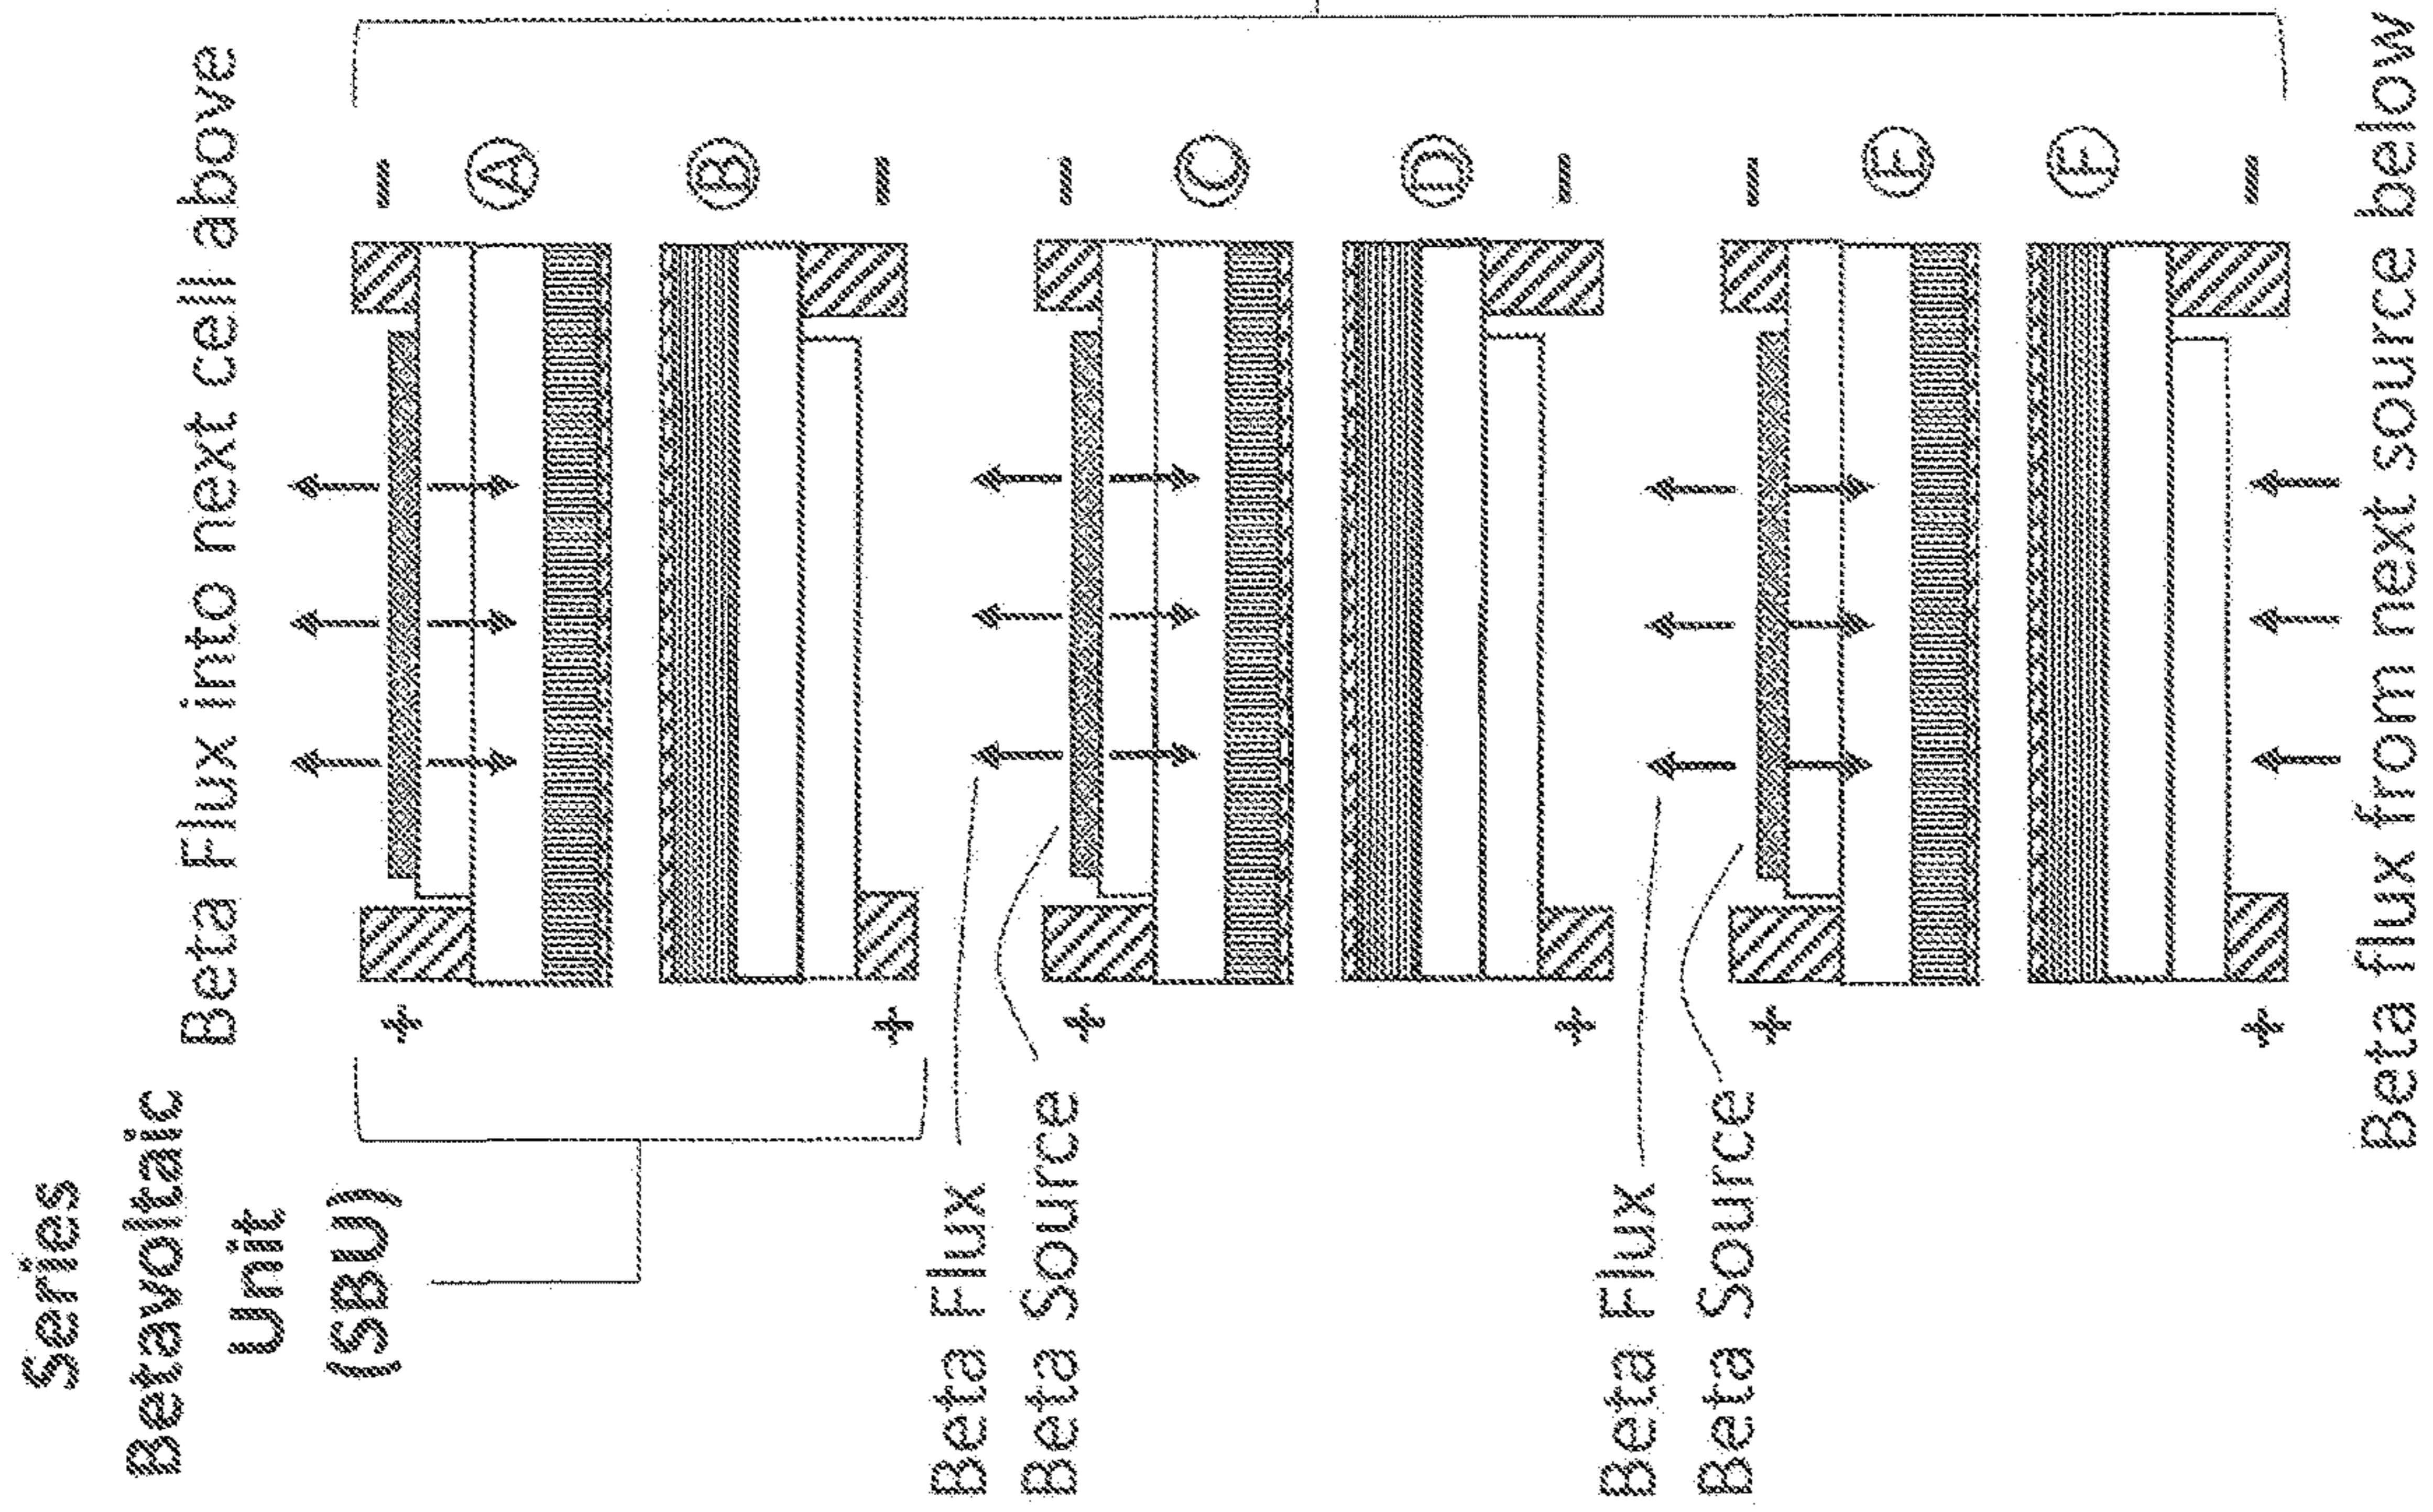 Series
Betavoltaic
Unit
(SBU)
Beta Flux into next cell above
+ −
A
B
+ −
Beta Flux
Beta Source
+ −
C
D
+ −
Beta Flux
Beta Source
+ −
E
F
+ −
Beta flux from next source below